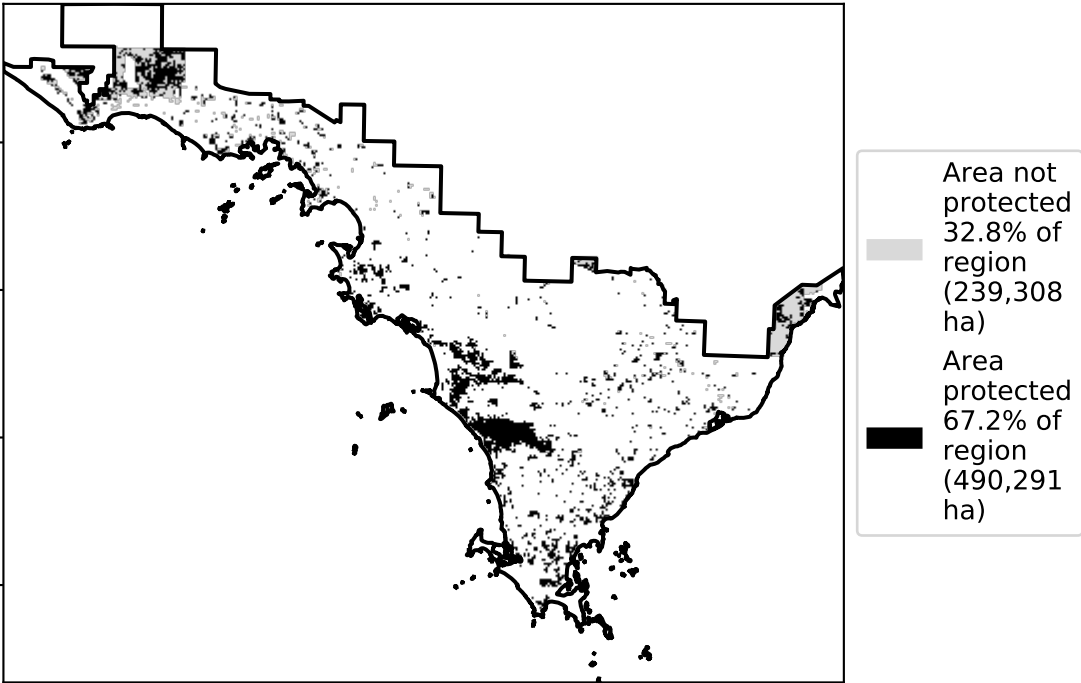 Area not
protected
32.8% of
region
(239,308
ha)
Area
protected
67.2% of
region
(490,291
ha)